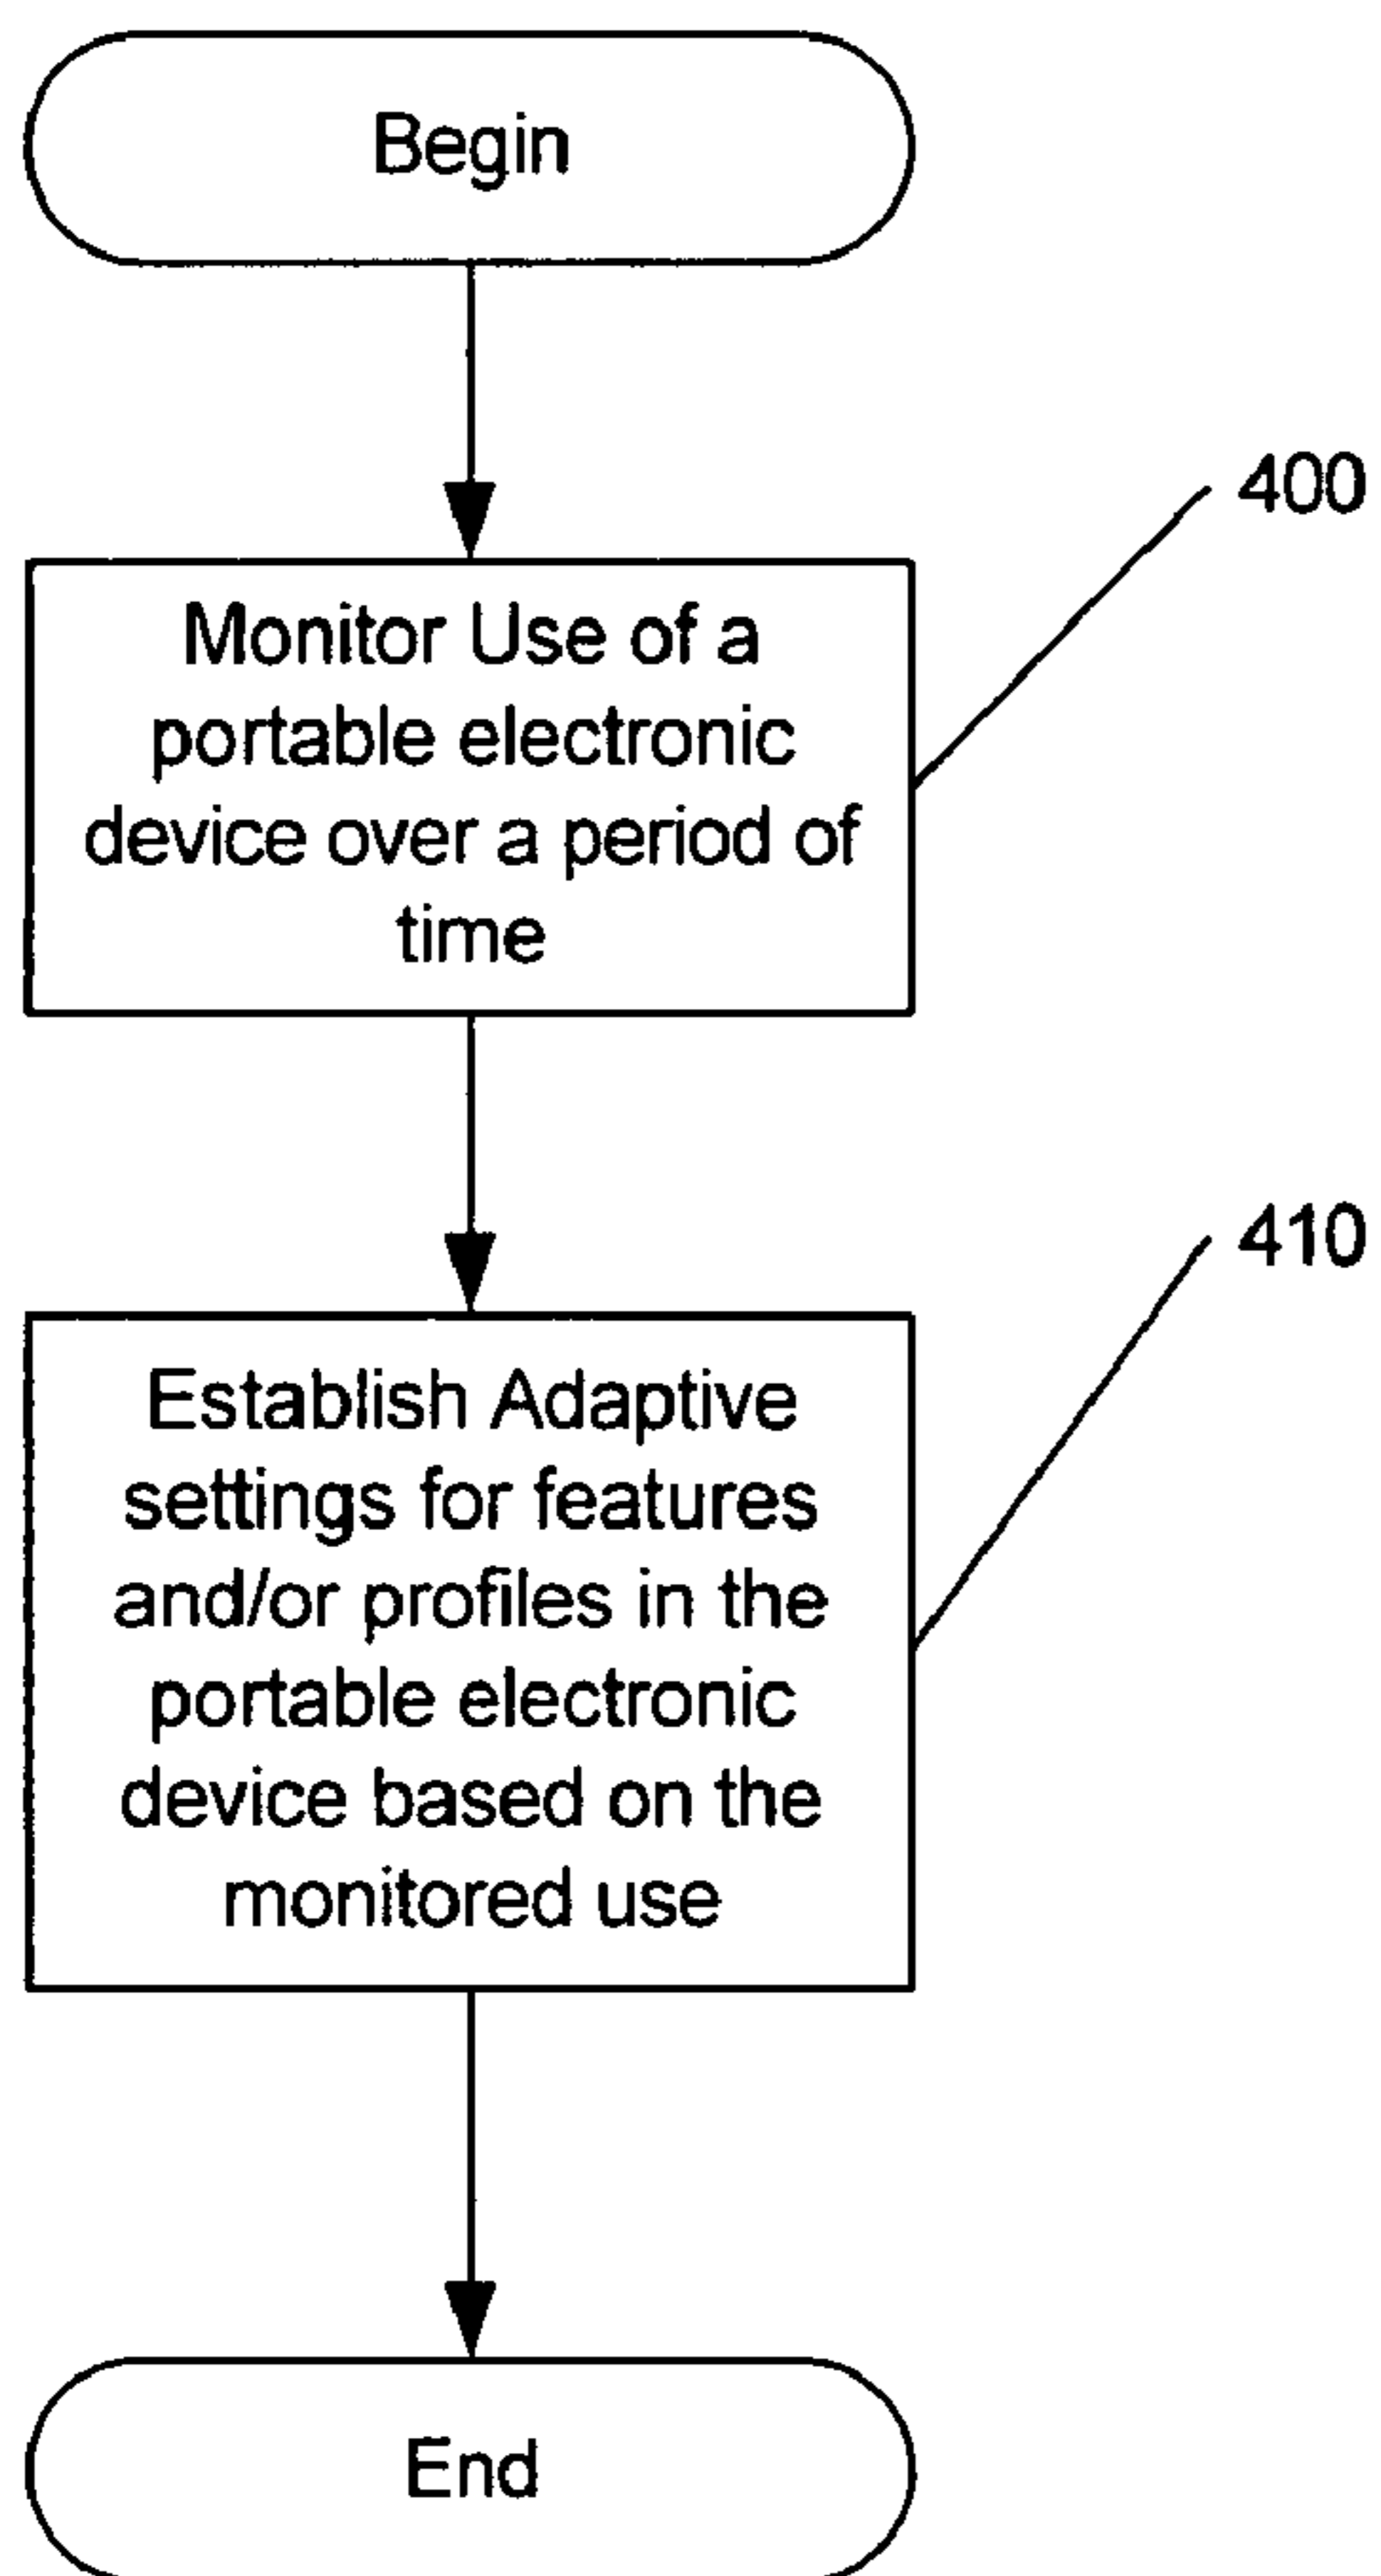 Begin
400
Monitor Use of a
portable electronic
device over a period of
time
410
Establish Adaptive
settings for features
and/or profiles in the
portable electronic
device based on the
monitored use
End